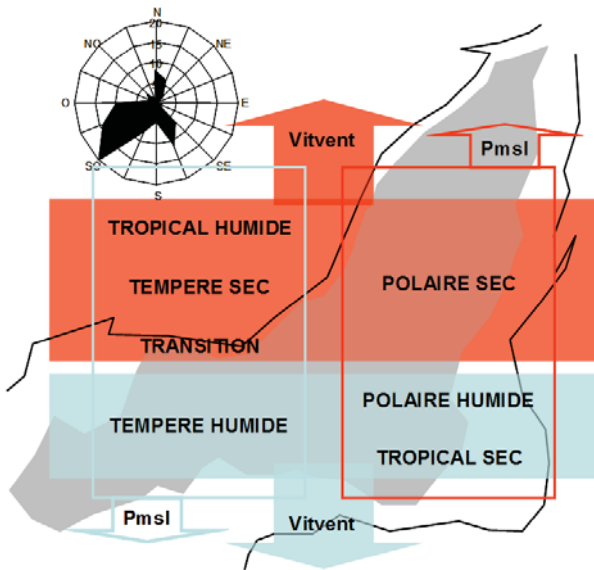 N
20
15
10
NO
NE
O
E
SO
SE
S
Vitvent
Pmsl
TROPICAL HUMIDE
TEMPERE SEC
POLAIRE SEC
TRANSITION
POLAIRE HUMIDE
TEMPERE HUMIDE
TROPICAL SEC
Pmsl
Vitvent